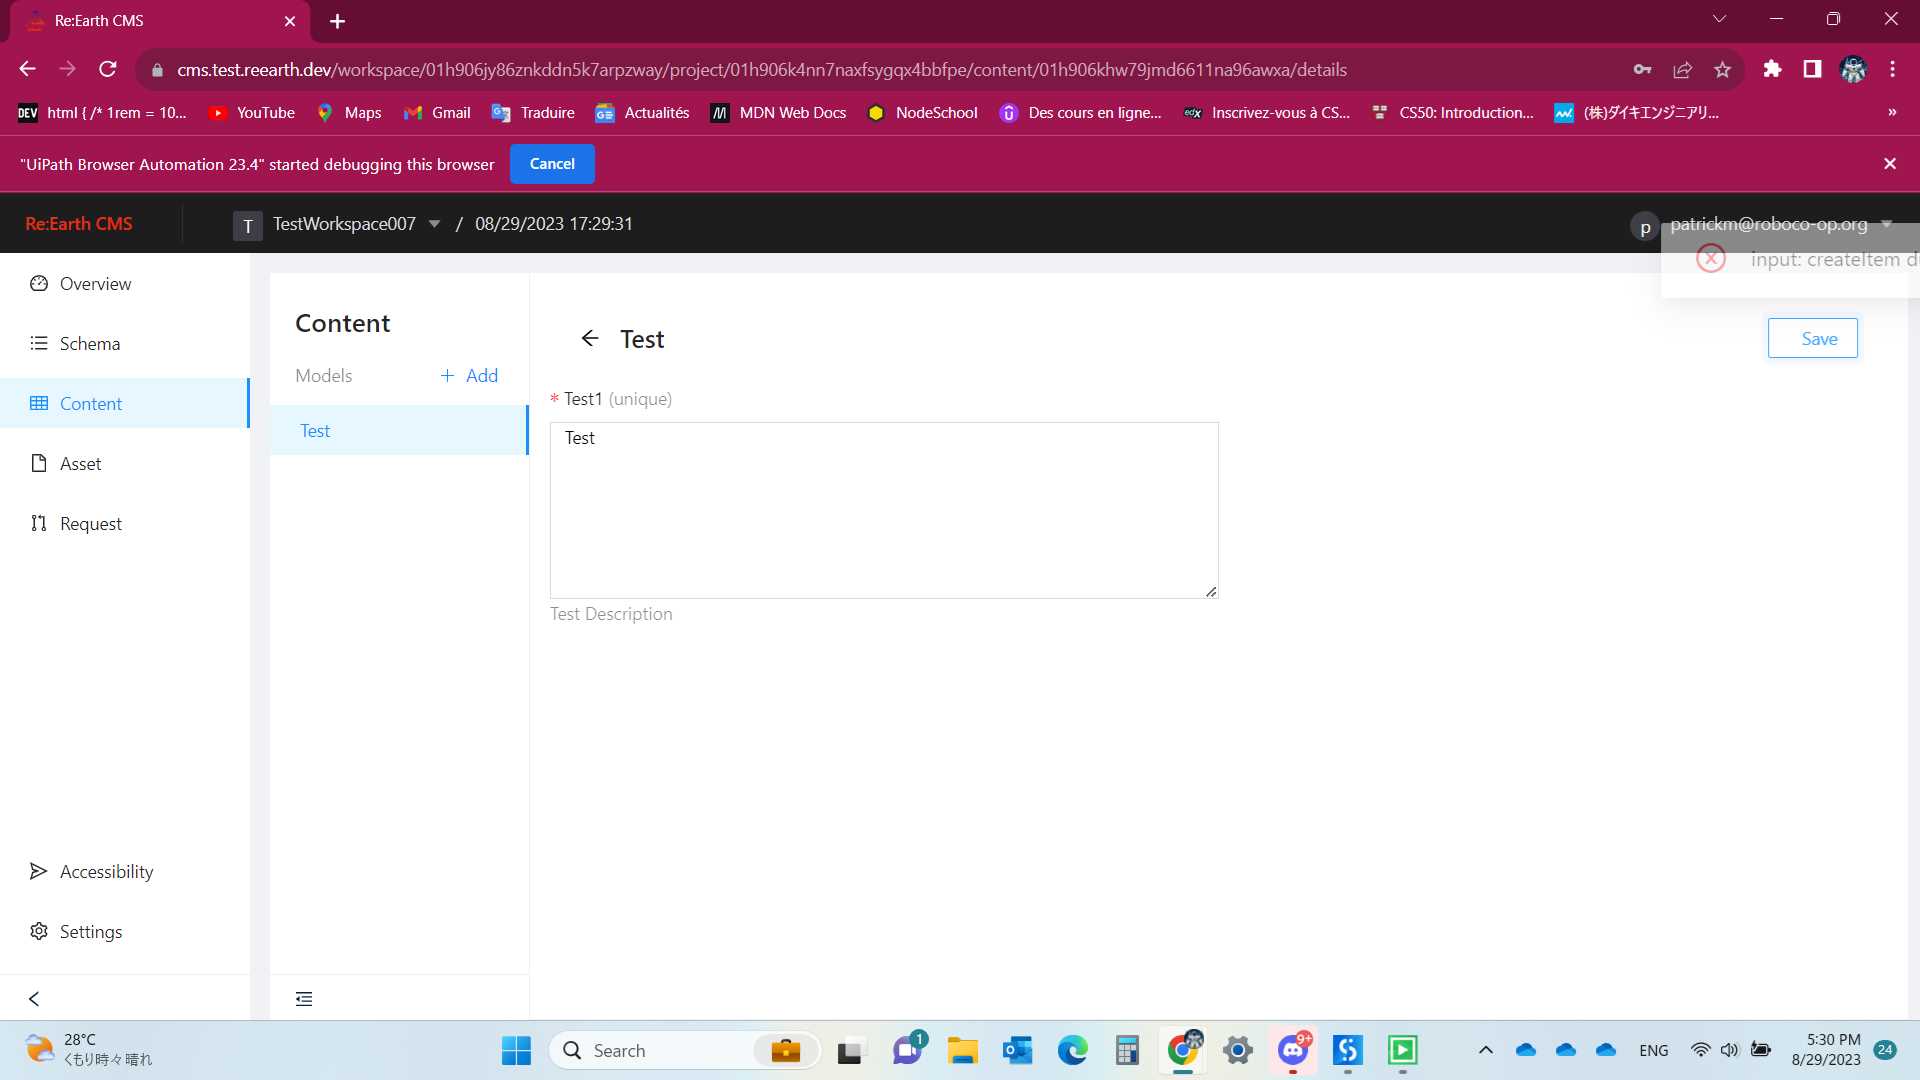 Re:Earth CMS
cms.test.reearth.dev/workspace/01h906jy86znkddn5k7arpzway/project/01h906k4nn7naxfsygqx4bbfpe/content/01h906khw79jmd6611na96awxa/details
DEV html { /* 1rem = 10... YouTube Maps Gmail Traduire Actualités MDN Web Docs NodeSchool Des cours en ligne... edX Inscrivez-vous à CS... CS50: Introduction... (株)ダイキエンジニアリ... »
"UiPath Browser Automation 23.4" started debugging this browser Cancel
Re:Earth CMS T TestWorkspace007 / 08/29/2023 17:29:31 p patrickm@roboco-op.org
input: createItem d
Overview
Schema
Content
Asset
Request
Accessibility
Settings
Content
Models + Add
Test
Test
Save
* Test1 (unique)
Test
Test Description
28°C
くもり時々晴れ
Search
1
9+
ENG
5:30 PM
8/29/2023
24